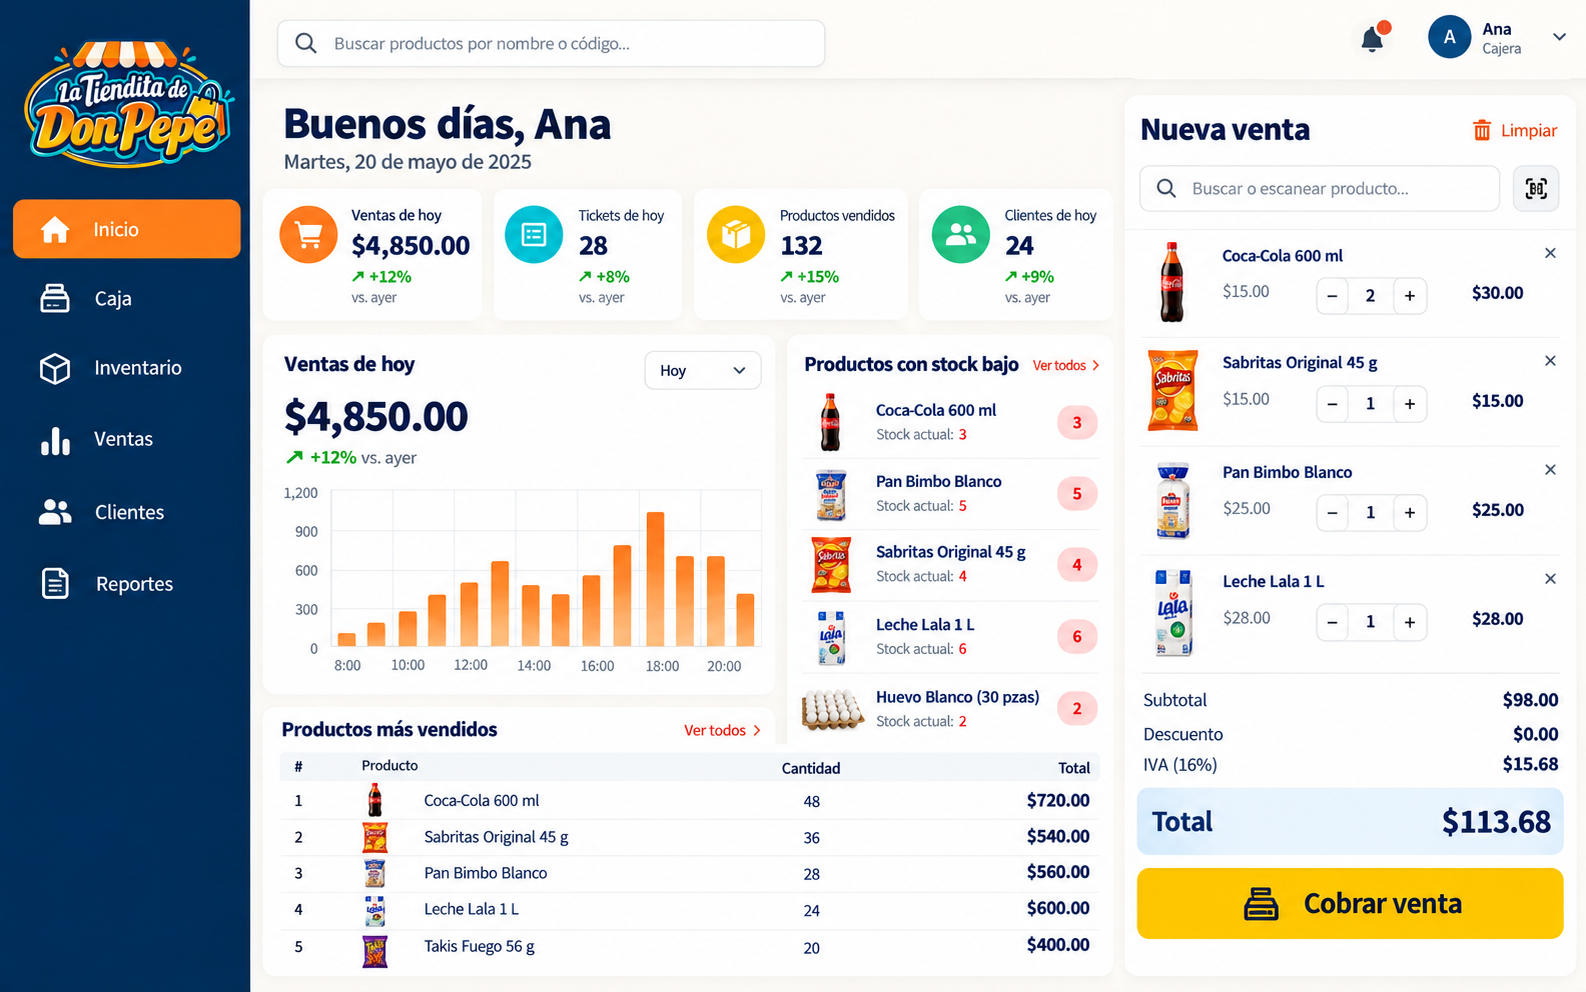 La Tiendita de
Don Pepe
Inicio
Caja
Inventario
Ventas
Clientes
Reportes
Buscar productos por nombre o código...
A
Ana
Cajera
Buenos días, Ana
Martes, 20 de mayo de 2025
Ventas de hoy
$4,850.00
+12%
vs. ayer
Tickets de hoy
28
+8%
vs. ayer
Productos vendidos
132
+15%
vs. ayer
Clientes de hoy
24
+9%
vs. ayer
Ventas de hoy
Hoy
$4,850.00
+12% vs. ayer
1,200
900
600
300
0
8:00 10:00 12:00 14:00 16:00 18:00 20:00
Productos con stock bajo Ver todos
Coca-Cola 600 ml
Stock actual: 3
3
Pan Bimbo Blanco
Stock actual: 5
5
Sabritas Original 45 g
Stock actual: 4
4
Leche Lala 1 L
Stock actual: 6
6
Huevo Blanco (30 pzas)
Stock actual: 2
2
Productos más vendidos Ver todos
# Producto Cantidad Total
1 Coca-Cola 600 ml 48 $720.00
2 Sabritas Original 45 g 36 $540.00
3 Pan Bimbo Blanco 28 $560.00
4 Leche Lala 1 L 24 $600.00
5 Takis Fuego 56 g 20 $400.00
Nueva venta
Limpiar
Buscar o escanear producto...
Coca-Cola 600 ml
$15.00 − 2 + $30.00
Sabritas
Sabritas Original 45 g
$15.00 − 1 + $15.00
Pan Bimbo Blanco
$25.00 − 1 + $25.00
Lala
Leche Lala 1 L
$28.00 − 1 + $28.00
Subtotal $98.00
Descuento $0.00
IVA (16%) $15.68
Total $113.68
Cobrar venta